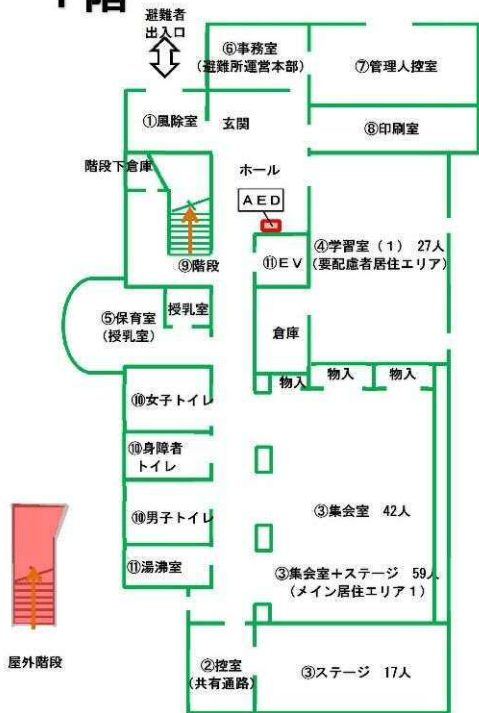 1階
避難者
出入口
⑥事務室
(避難所運営本部)
⑦管理人控室
①風除室
玄関
⑧印刷室
階段下倉庫
ホール
AED
④学習室(1) 27人
(要配慮者居住エリア)
⑨階段
⑪EV
⑤保育室
(授乳室)
授乳室
倉庫
物入
物入
物入
⑩女子トイレ
⑩身障者
トイレ
⑩男子トイレ
③集会室 42人
⑪湯沸室
③集会室+ステージ 59人
(メイン居住エリア1)
屋外階段
②控室
(共有通路)
③ステージ 17人